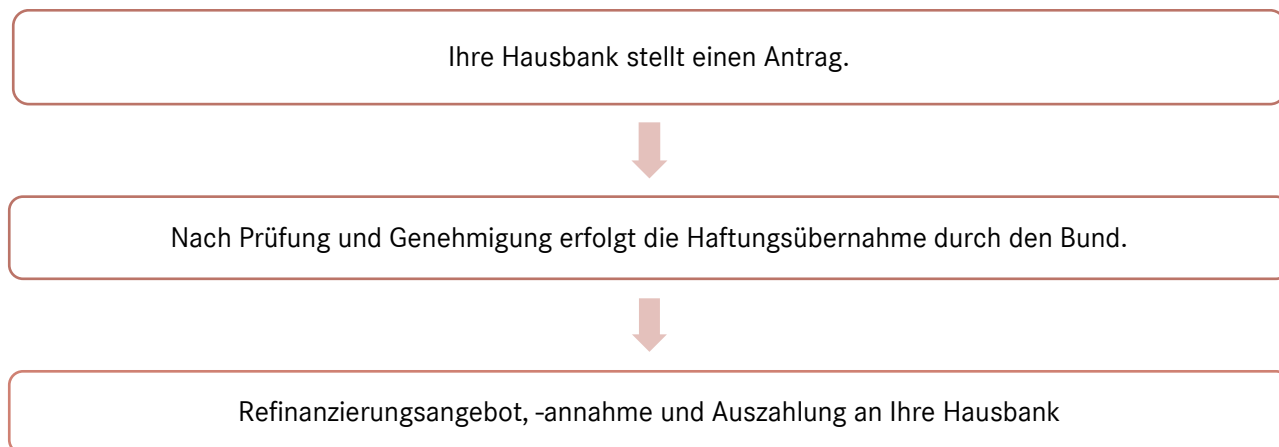 Ihre Hausbank stellt einen Antrag.
Nach Prüfung und Genehmigung erfolgt die Haftungsübernahme durch den Bund.
Refinanzierungsangebot, -annahme und Auszahlung an Ihre Hausbank